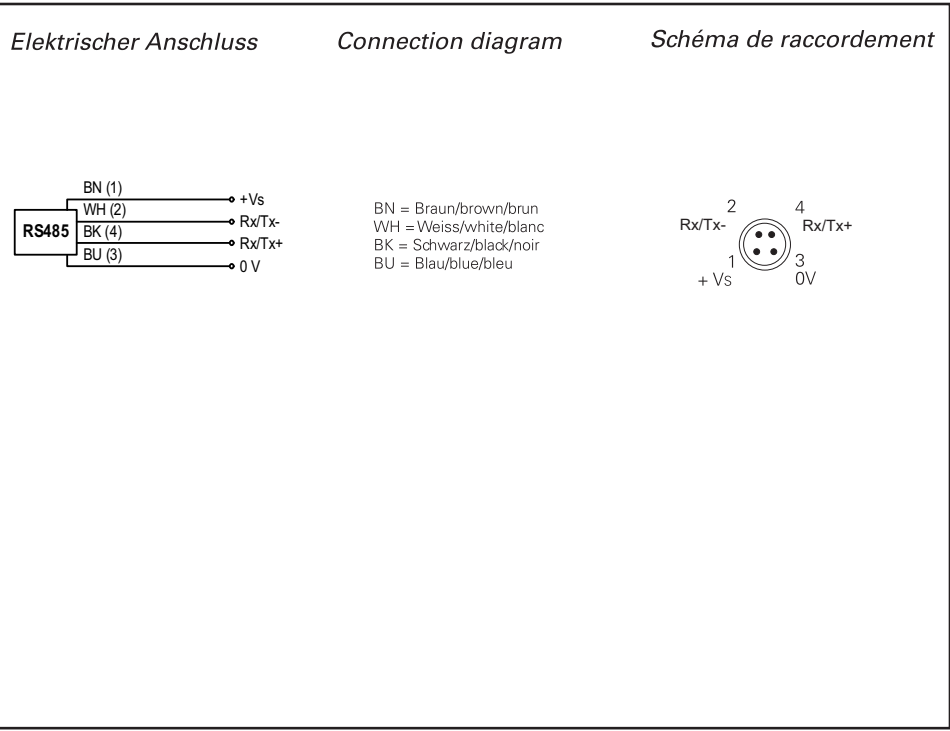 Elektrischer Anschluss
Connection diagram
Schéma de raccordement
BN (1)
+Vs
WH (2)
Rx/Tx-
RS485
BK (4)
Rx/Tx+
BU (3)
0 V
BN = Braun/brown/brun
WH = Weiss/white/blanc
BK = Schwarz/black/noir
BU = Blau/blue/bleu
2
4
Rx/Tx-
Rx/Tx+
1
3
+ Vs
0V